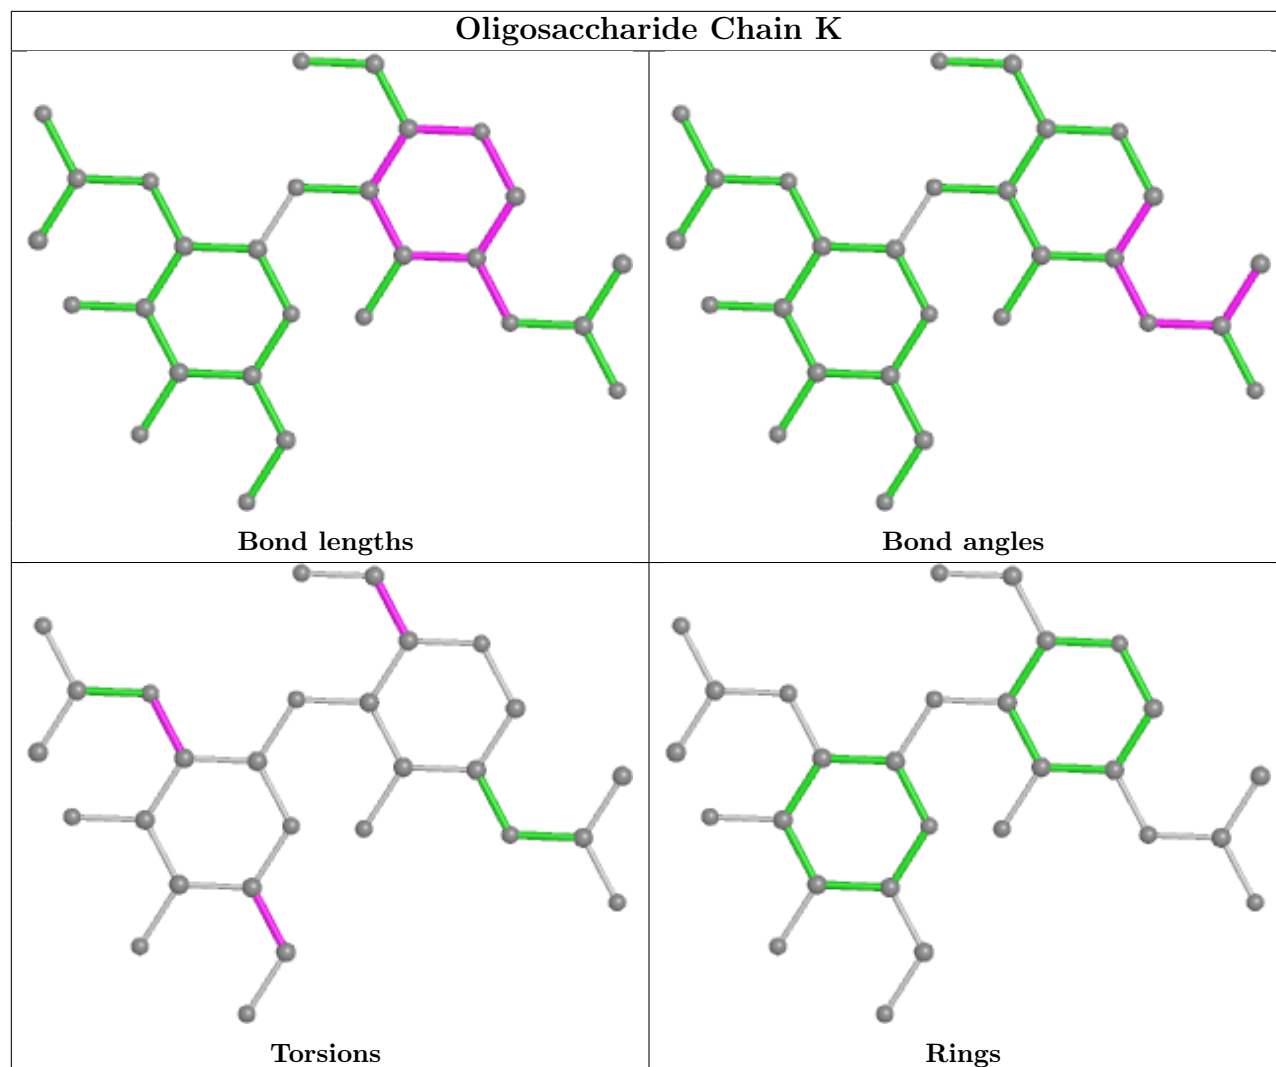 Oligosaccharide Chain K
Bond lengths
Bond angles
Torsions
Rings